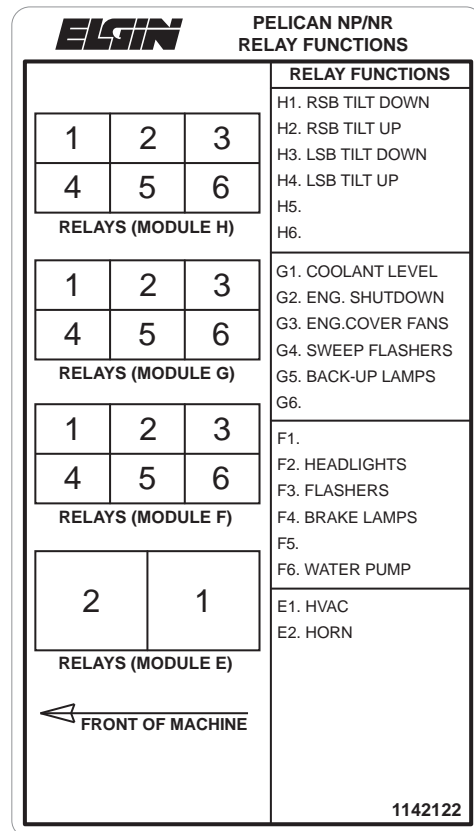 ELGIN
PELICAN NP/NR
RELAY FUNCTIONS
1 2 3
4 5 6
RELAYS (MODULE H)
1 2 3
4 5 6
RELAYS (MODULE G)
1 2 3
4 5 6
RELAYS (MODULE F)
2 1
RELAYS (MODULE E)
FRONT OF MACHINE
RELAY FUNCTIONS
H1. RSB TILT DOWN
H2. RSB TILT UP
H3. LSB TILT DOWN
H4. LSB TILT UP
H5.
H6.
G1. COOLANT LEVEL
G2. ENG. SHUTDOWN
G3. ENG.COVER FANS
G4. SWEEP FLASHERS
G5. BACK-UP LAMPS
G6.
F1.
F2. HEADLIGHTS
F3. FLASHERS
F4. BRAKE LAMPS
F5.
F6. WATER PUMP
E1. HVAC
E2. HORN
1142122